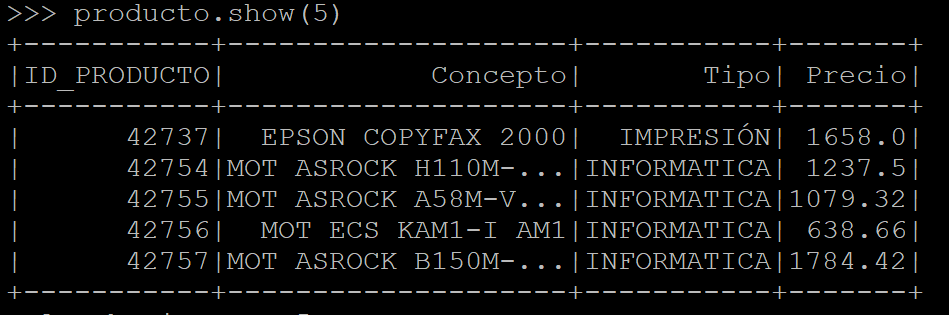 >>> producto.show(5)
+-----------+--------------------+-----------+-------+
|ID_PRODUCTO|            Concepto|       Tipo| Precio|
+-----------+--------------------+-----------+-------+
|      42737|  EPSON COPYFAX 2000|  IMPRESIÓN| 1658.0|
|      42754|MOT ASROCK H110M-...|INFORMATICA| 1237.5|
|      42755|MOT ASROCK A58M-V...|INFORMATICA|1079.32|
|      42756|  MOT ECS KAM1-I AM1|INFORMATICA| 638.66|
|      42757|MOT ASROCK B150M-...|INFORMATICA|1784.42|
+-----------+--------------------+-----------+-------+